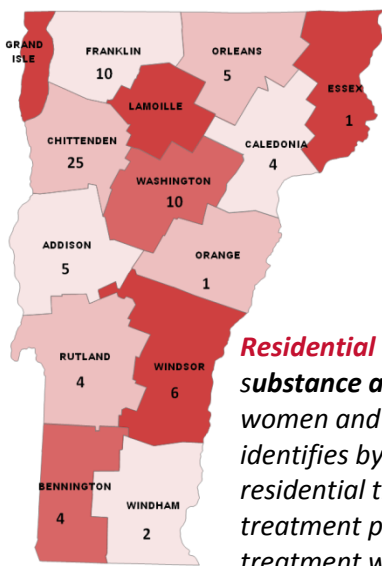 GRAND
ISLE
FRANKLIN
10
ORLEANS
5
ESSEX
1
LAMOILLE
CHITTENDEN
25
CALEDONIA
4
WASHINGTON
10
ADDISON
5
ORANGE
1
RUTLAND
4
WINDSOR
6
BENNINGTON
4
WINDHAM
2
Residential
substance a
women and
identifies by
residential t
treatment p
treatment w